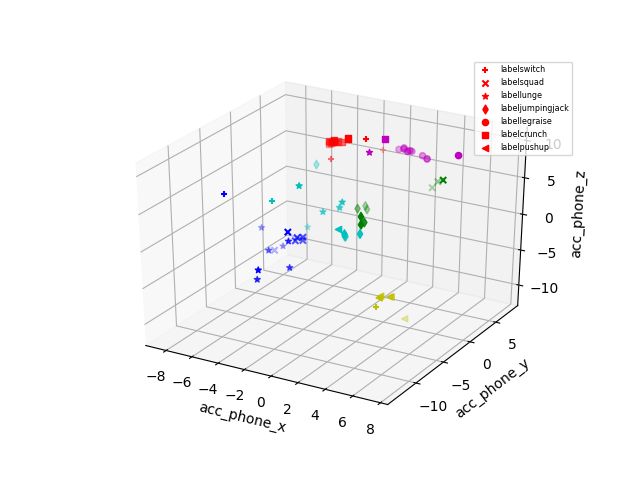 labelswitch
labelsquad
labellunge
labeljumpingjack
labellegraise
labelcrunch
labelpushup
10
5
0
−5
−10
acc_phone_z
5
0
−5
−10
acc_phone_y
−8
−6
−4
−2
0
2
4
6
8
acc_phone_x